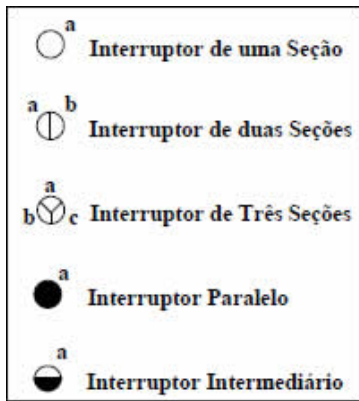 a
Interruptor de uma Seção
a b
Interruptor de duas Seções
a
b c Interruptor de Três Seções
a
Interruptor Paralelo
a
Interruptor Intermediário